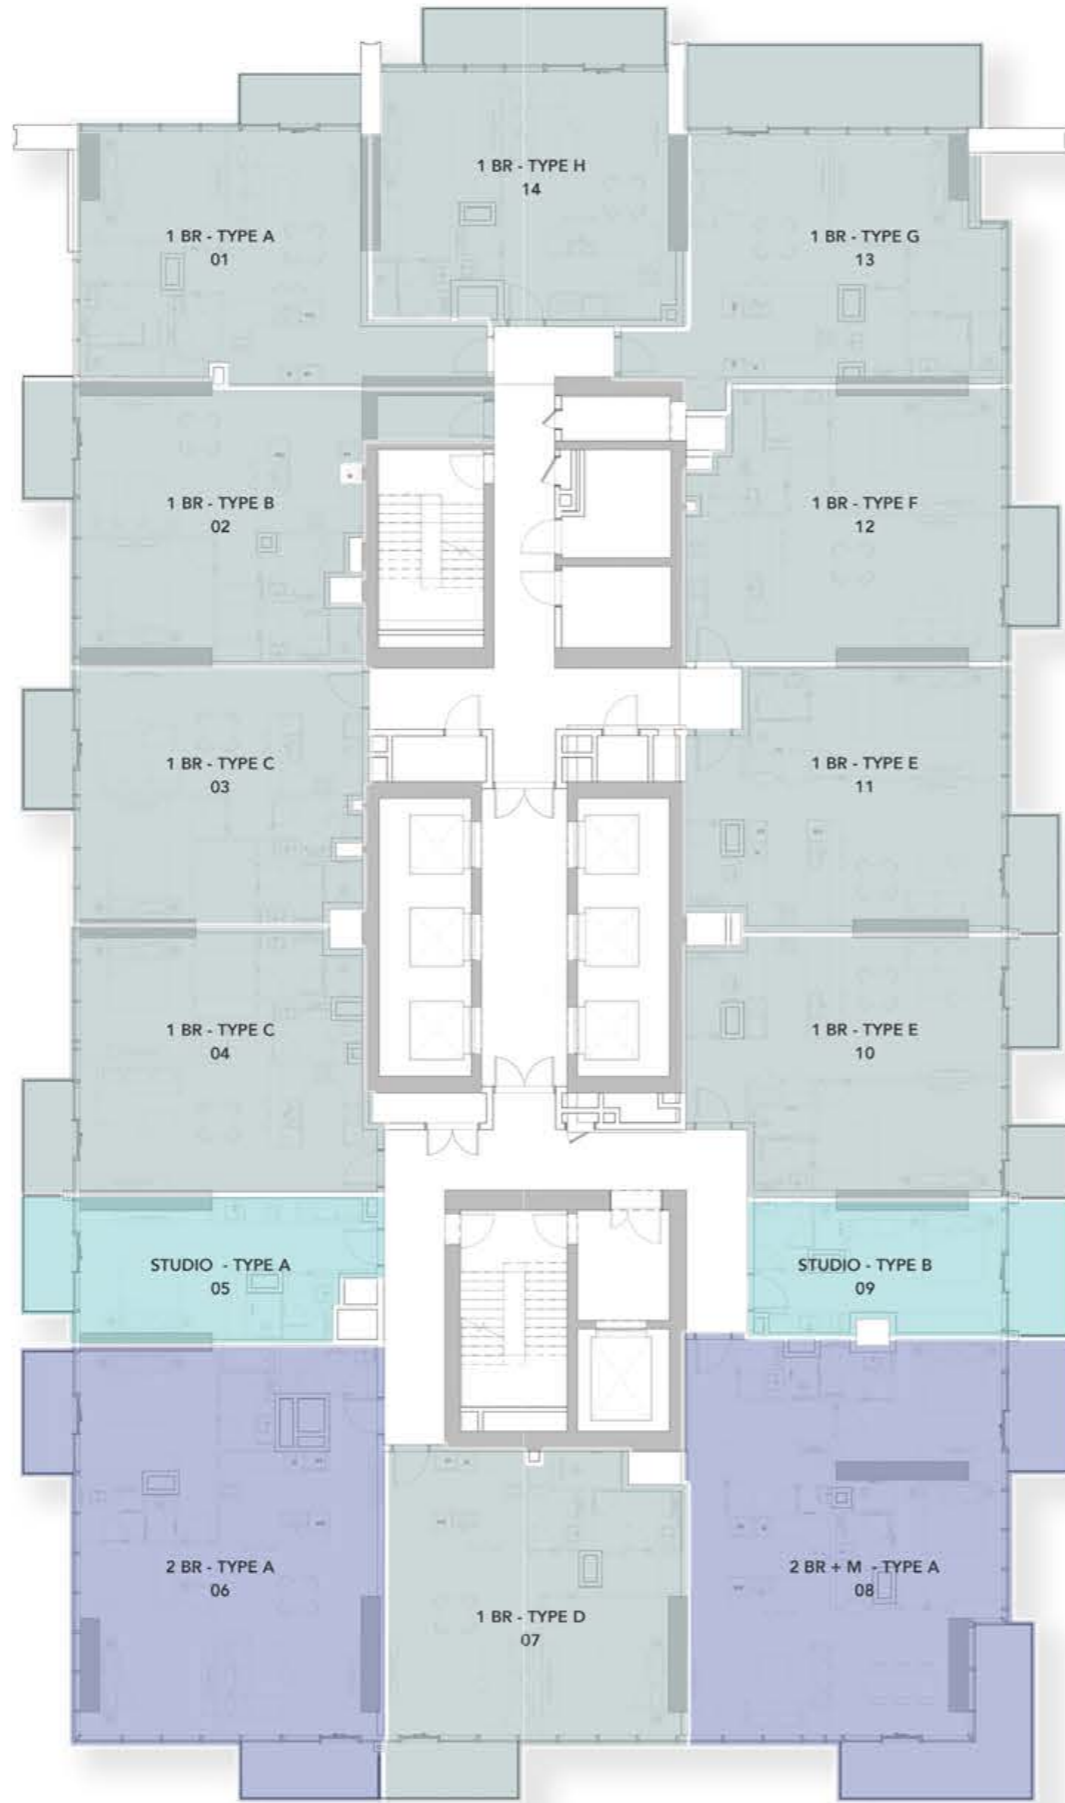 1 BR - TYPE H
14
1 BR - TYPE A
01
1 BR - TYPE G
13
1 BR - TYPE B
02
1 BR - TYPE F
12
1 BR - TYPE C
03
1 BR - TYPE E
11
1 BR - TYPE C
04
1 BR - TYPE E
10
STUDIO - TYPE A
05
STUDIO - TYPE B
09
2 BR - TYPE A
06
2 BR + M - TYPE A
08
1 BR - TYPE D
07